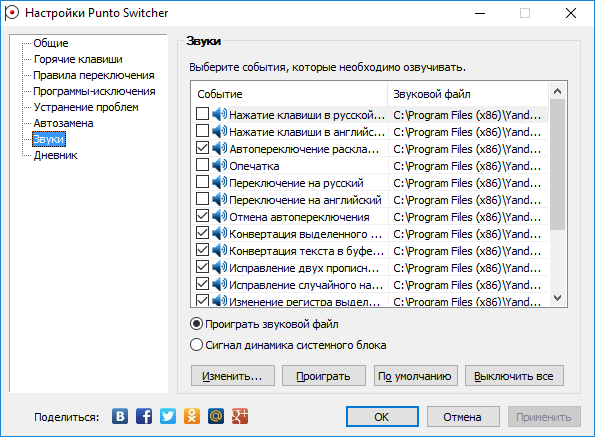 Настройки Punto Switcher
Общие
Горячие клавиши
Правила переключения
Программы-исключения
Устранение проблем
Автозамена
Звуки
Дневник
Звуки
Выберите события, которые необходимо озвучивать.
Событие Звуковой файл
Нажатие клавиши в русской... C:\Program Files (x86)\Yand...
Нажатие клавиши в английс... C:\Program Files (x86)\Yand...
Автопереключение раскла... C:\Program Files (x86)\Yand...
Опечатка C:\Program Files (x86)\Yand...
Переключение на русский C:\Program Files (x86)\Yand...
Переключение на английский C:\Program Files (x86)\Yand...
Отмена автопереключения C:\Program Files (x86)\Yand...
Конвертация выделенного ... C:\Program Files (x86)\Yand...
Конвертация текста в буфе... C:\Program Files (x86)\Yand...
Исправление двух прописн... C:\Program Files (x86)\Yand...
Исправление случайного на... C:\Program Files (x86)\Yand...
Изменение регистра выдел... C:\Program Files (x86)\Yand...
Проиграть звуковой файл
Сигнал динамика системного блока
Изменить... Проиграть По умолчанию Выключить все
Поделиться: B f @ g+ OK Отмена Применить